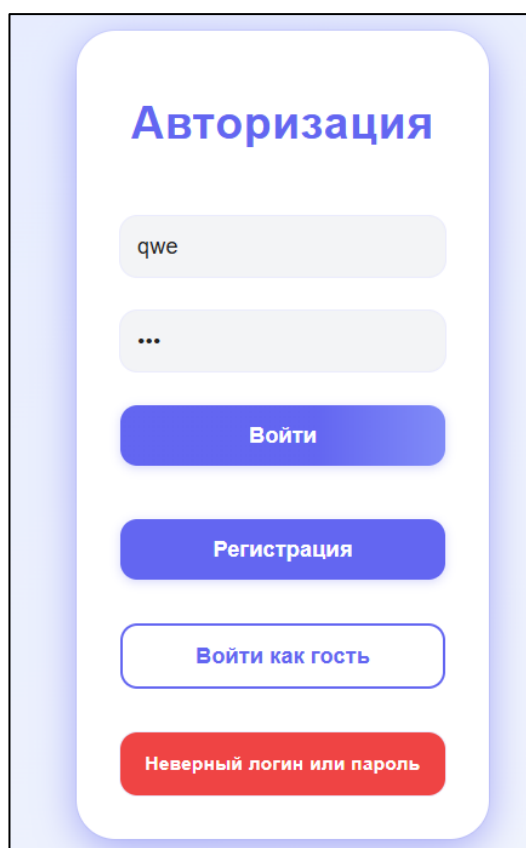 Авторизация
qwe
•••
Войти
Регистрация
Войти как гость
Неверный логин или пароль